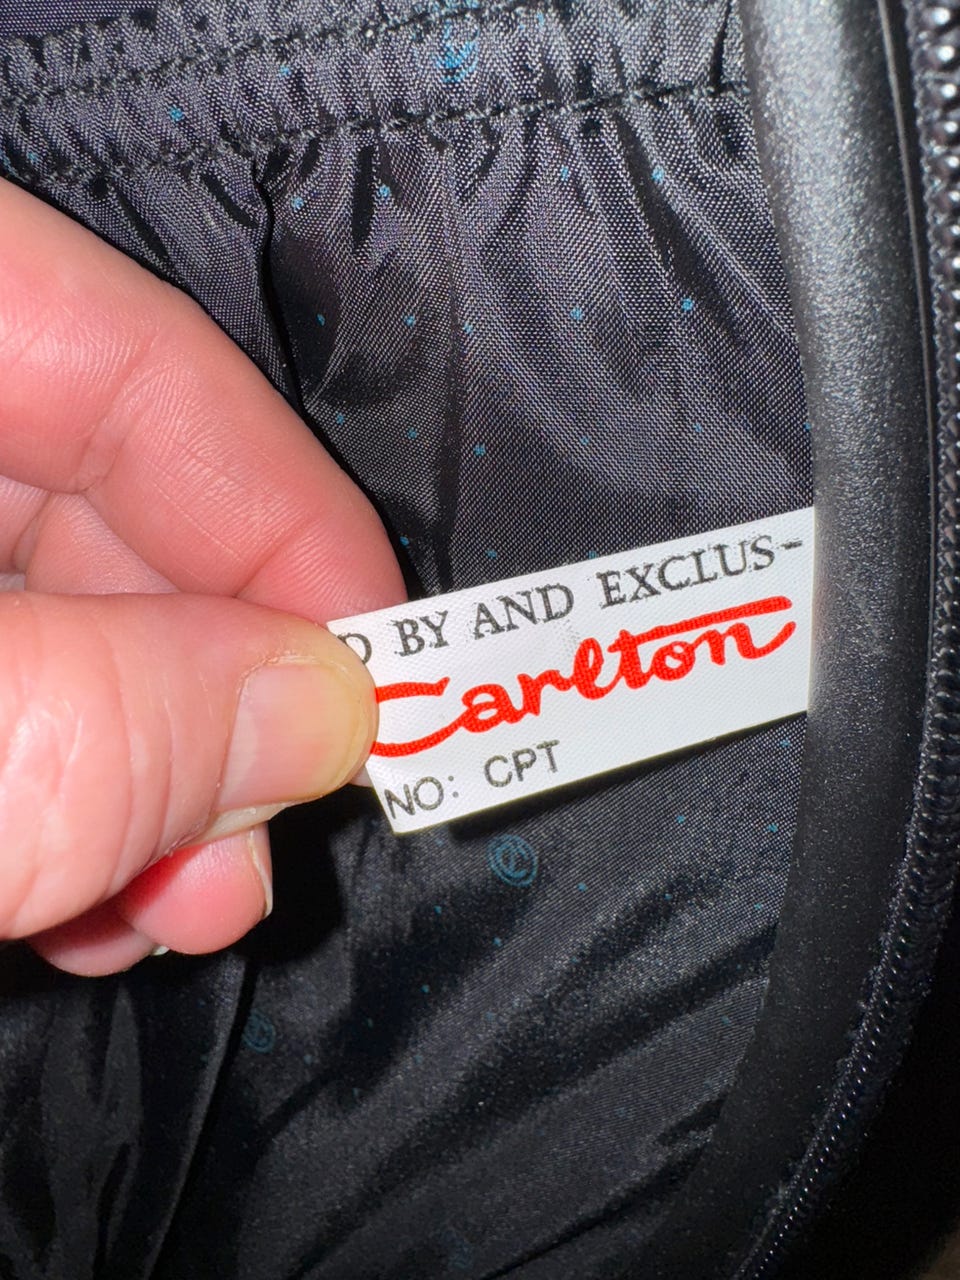 D BY AND EXCLUS-
Carlton
NO: CPT